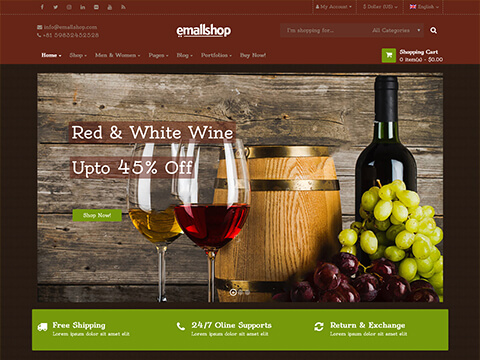 My Account
$ Dollar (US)
English
info@emallshop.com
+91 59832452528
emallshop
I'm shopping for...
All Categories
Home
Shop
Men & Women
Pages
Blog
Portfolios
Buy Now!
Shopping Cart
0 item(s) - $0.00
Red & White Wine
Upto 45% Off
Shop Now!
Free Shipping
Lorem ipsum dolor sit amet elit
24/7 Oline Supports
Lorem ipsum dolor sit amet elit
Return & Exchange
Lorem ipsum dolor sit amet elit